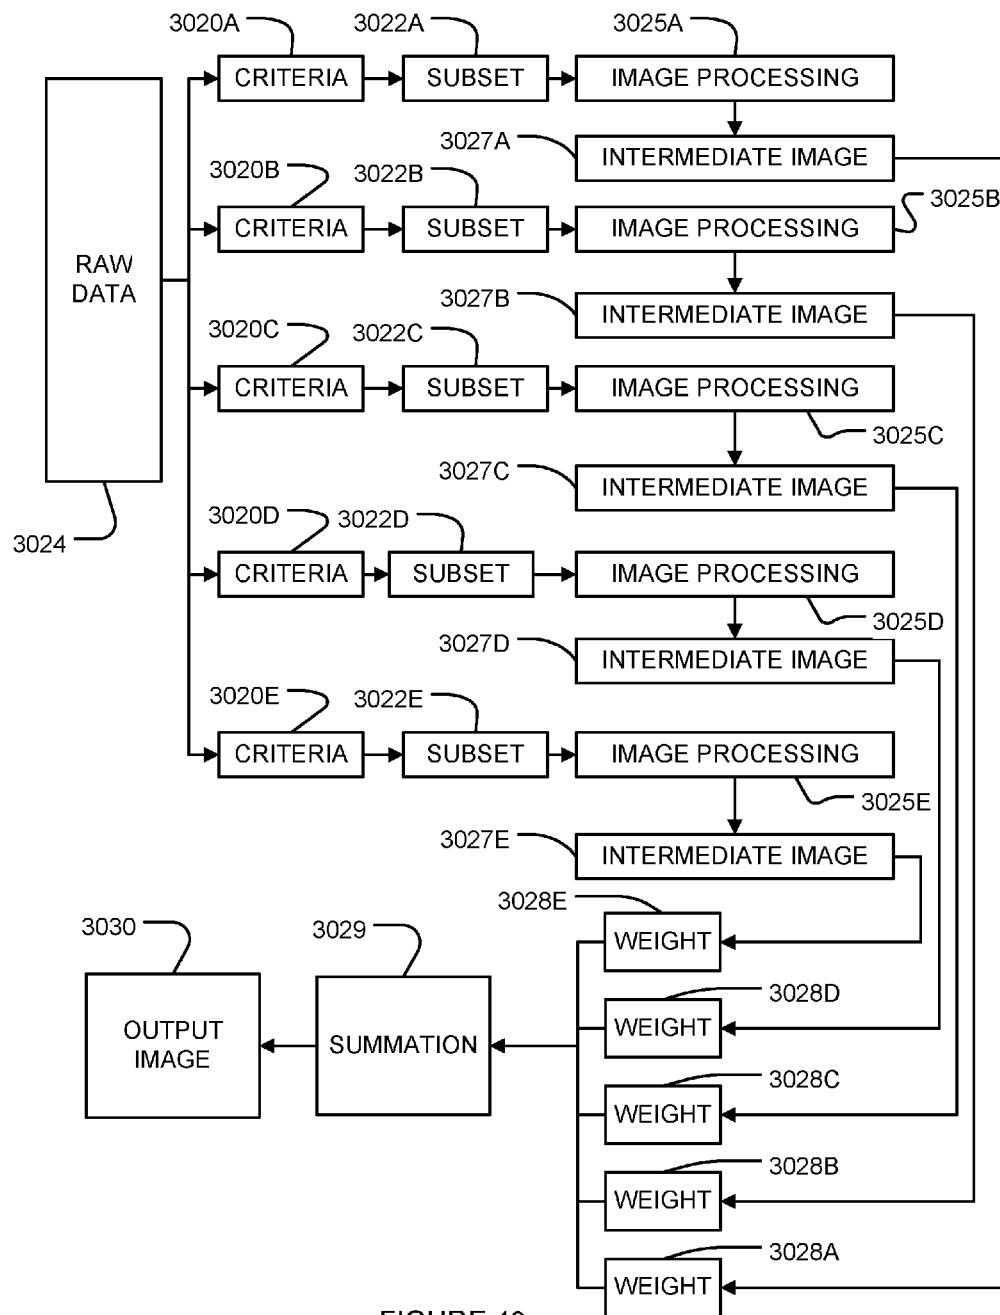 3020A
3022A
3025A
CRITERIA
SUBSET
IMAGE PROCESSING
3027A
INTERMEDIATE IMAGE
3020B
3022B
3025B
CRITERIA
SUBSET
IMAGE PROCESSING
RAW
DATA
3027B
INTERMEDIATE IMAGE
3020C
3022C
CRITERIA
SUBSET
IMAGE PROCESSING
3025C
3027C
INTERMEDIATE IMAGE
3024
3020D
3022D
CRITERIA
SUBSET
IMAGE PROCESSING
3025D
3027D
INTERMEDIATE IMAGE
3020E
3022E
CRITERIA
SUBSET
IMAGE PROCESSING
3025E
3027E
INTERMEDIATE IMAGE
3028E
WEIGHT
3030
3029
3028D
WEIGHT
OUTPUT
IMAGE
SUMMATION
3028C
WEIGHT
3028B
WEIGHT
3028A
WEIGHT
FIGURE